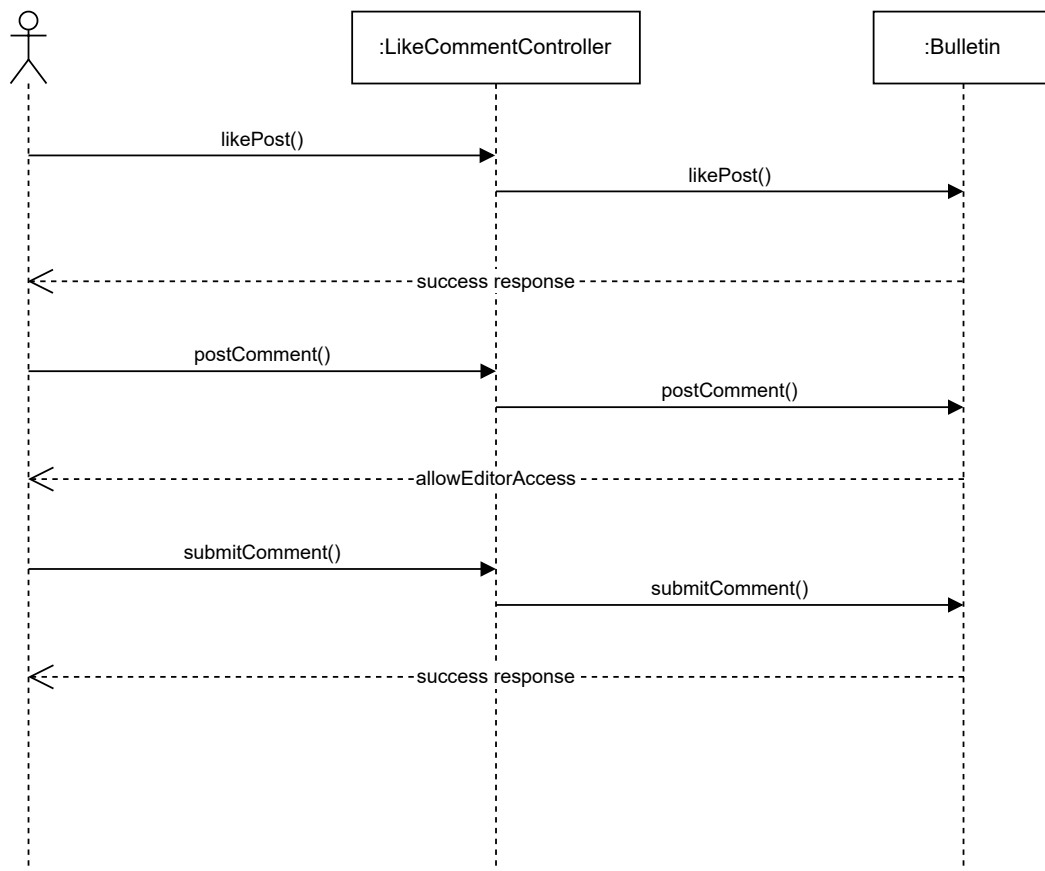 :LikeCommentController
:Bulletin
likePost()
likePost()
success response
postComment()
postComment()
allowEditorAccess
submitComment()
submitComment()
success response